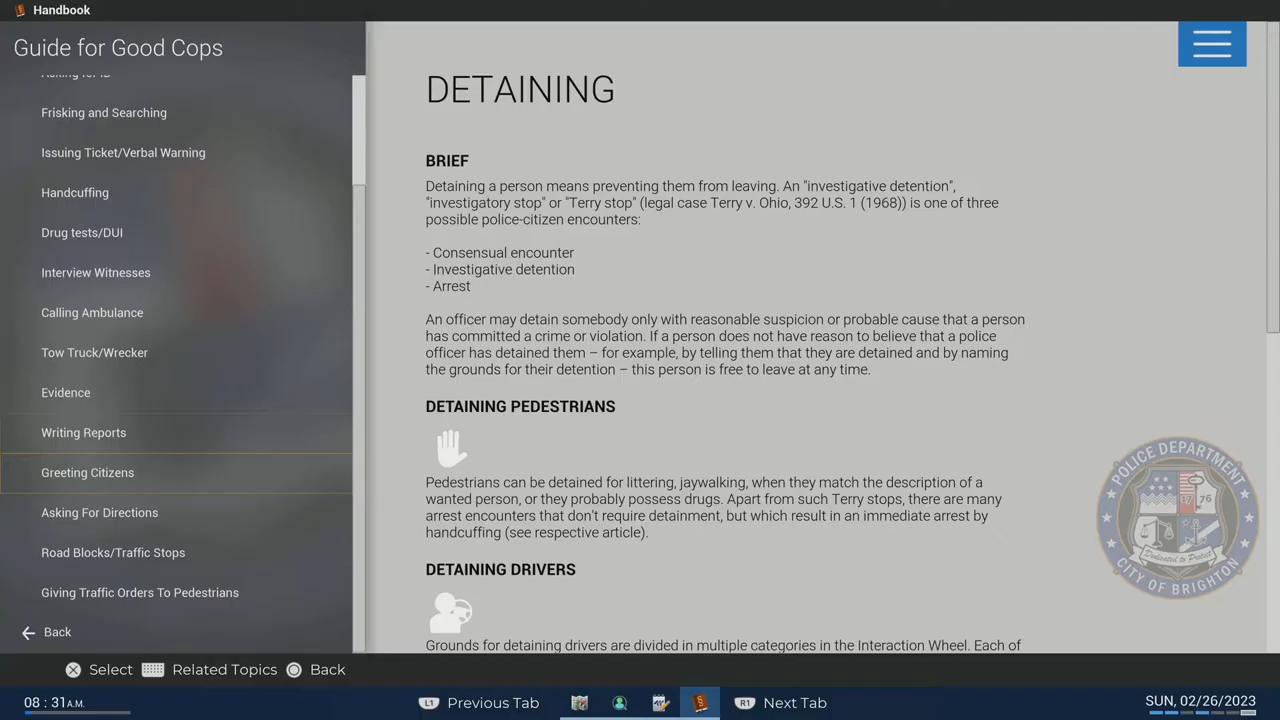 Handbook
Guide for Good Cops
Asking for ID
Frisking and Searching
Issuing Ticket/Verbal Warning
Handcuffing
Drug tests/DUI
Interview Witnesses
Calling Ambulance
Tow Truck/Wrecker
Evidence
Writing Reports
Greeting Citizens
Asking For Directions
Road Blocks/Traffic Stops
Giving Traffic Orders To Pedestrians
Back
DETAINING
BRIEF
Detaining a person means preventing them from leaving. An "investigative detention",
"investigatory stop" or "Terry stop" (legal case Terry v. Ohio, 392 U.S. 1 (1968)) is one of three
possible police-citizen encounters:
- Consensual encounter
- Investigative detention
- Arrest
An officer may detain somebody only with reasonable suspicion or probable cause that a person
has committed a crime or violation. If a person does not have reason to believe that a police
officer has detained them – for example, by telling them that they are detained and by naming
the grounds for their detention – this person is free to leave at any time.
DETAINING PEDESTRIANS
Pedestrians can be detained for littering, jaywalking, when they match the description of a
wanted person, or they probably possess drugs. Apart from such Terry stops, there are many
arrest encounters that don't require detainment, but which result in an immediate arrest by
handcuffing (see respective article).
DETAINING DRIVERS
Grounds for detaining drivers are divided in multiple categories in the Interaction Wheel. Each of
POLICE DEPARTMENT
17 76
Dedicated to Protect
CITY OF BRIGHTON
Select Related Topics Back
08 : 31 A.M.
L1 Previous Tab
R1 Next Tab
SUN, 02/26/2023